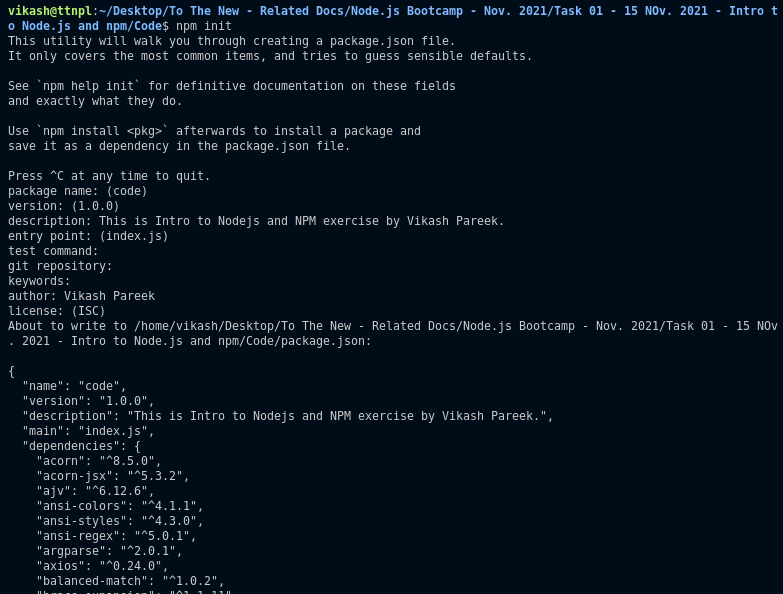 vikash@ttnpl:~/Desktop/To The New - Related Docs/Node.js Bootcamp - Nov. 2021/Task 01 - 15 NOv. 2021 - Intro t
o Node.js and npm/Code$ npm init
This utility will walk you through creating a package.json file.
It only covers the most common items, and tries to guess sensible defaults.
See `npm help init` for definitive documentation on these fields
and exactly what they do.
Use `npm install <pkg>` afterwards to install a package and
save it as a dependency in the package.json file.
Press ^C at any time to quit.
package name: (code)
version: (1.0.0)
description: This is Intro to Nodejs and NPM exercise by Vikash Pareek.
entry point: (index.js)
test command:
git repository:
keywords:
author: Vikash Pareek
license: (ISC)
About to write to /home/vikash/Desktop/To The New - Related Docs/Node.js Bootcamp - Nov. 2021/Task 01 - 15 NOv
. 2021 - Intro to Node.js and npm/Code/package.json:
{
  "name": "code",
  "version": "1.0.0",
  "description": "This is Intro to Nodejs and NPM exercise by Vikash Pareek.",
  "main": "index.js",
  "dependencies": {
    "acorn": "^8.5.0",
    "acorn-jsx": "^5.3.2",
    "ajv": "^6.12.6",
    "ansi-colors": "^4.1.1",
    "ansi-styles": "^4.3.0",
    "ansi-regex": "^5.0.1",
    "argparse": "^2.0.1",
    "axios": "^0.24.0",
    "balanced-match": "^1.0.2",